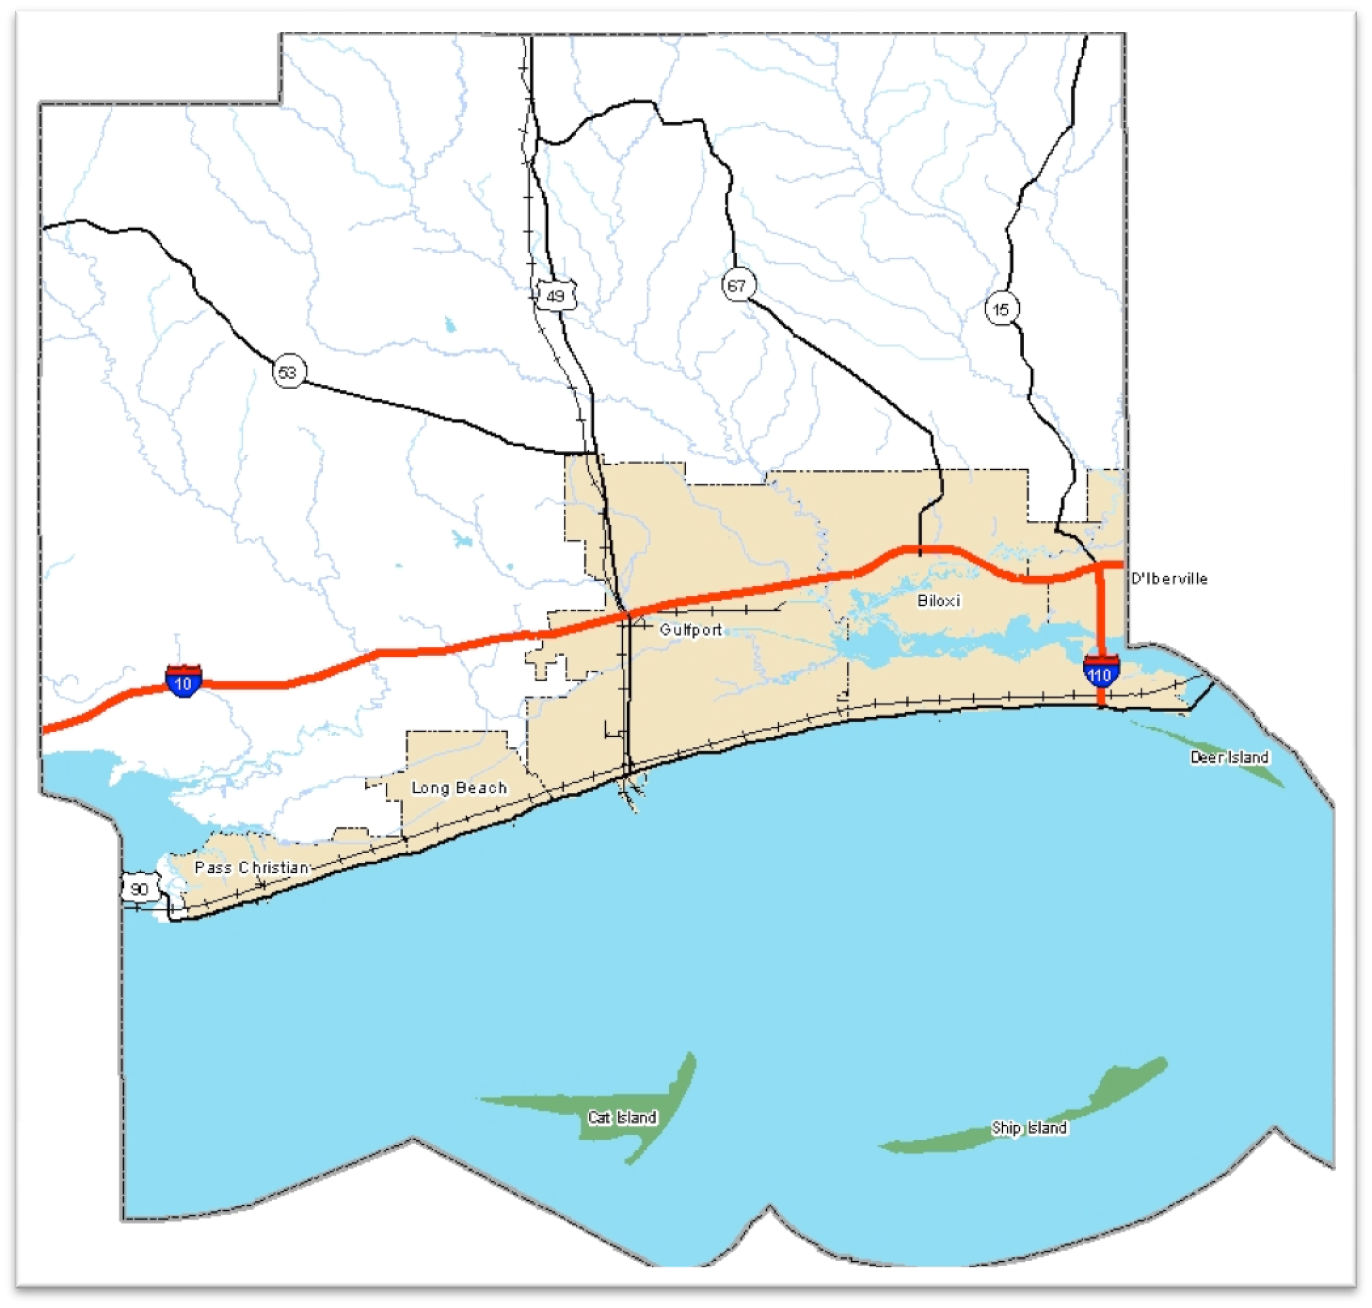 67
49
15
53
D'Iberville
Biloxi
Gulfport
10
110
Deer Island
Long Beach
Pass Christian
90
Cat Island
Ship Island